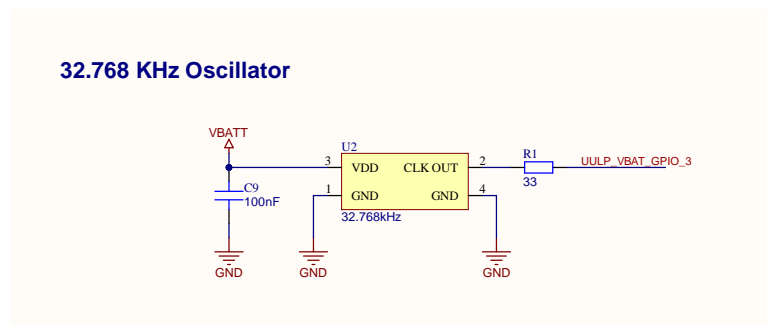 32.768 KHz Oscillator
VBATT
U2
R1
3
VDD
CLK OUT
2
UULP_VBAT_GPIO_3
33
C9
100nF
1
GND
GND
4
32.768kHz
GND
GND
GND